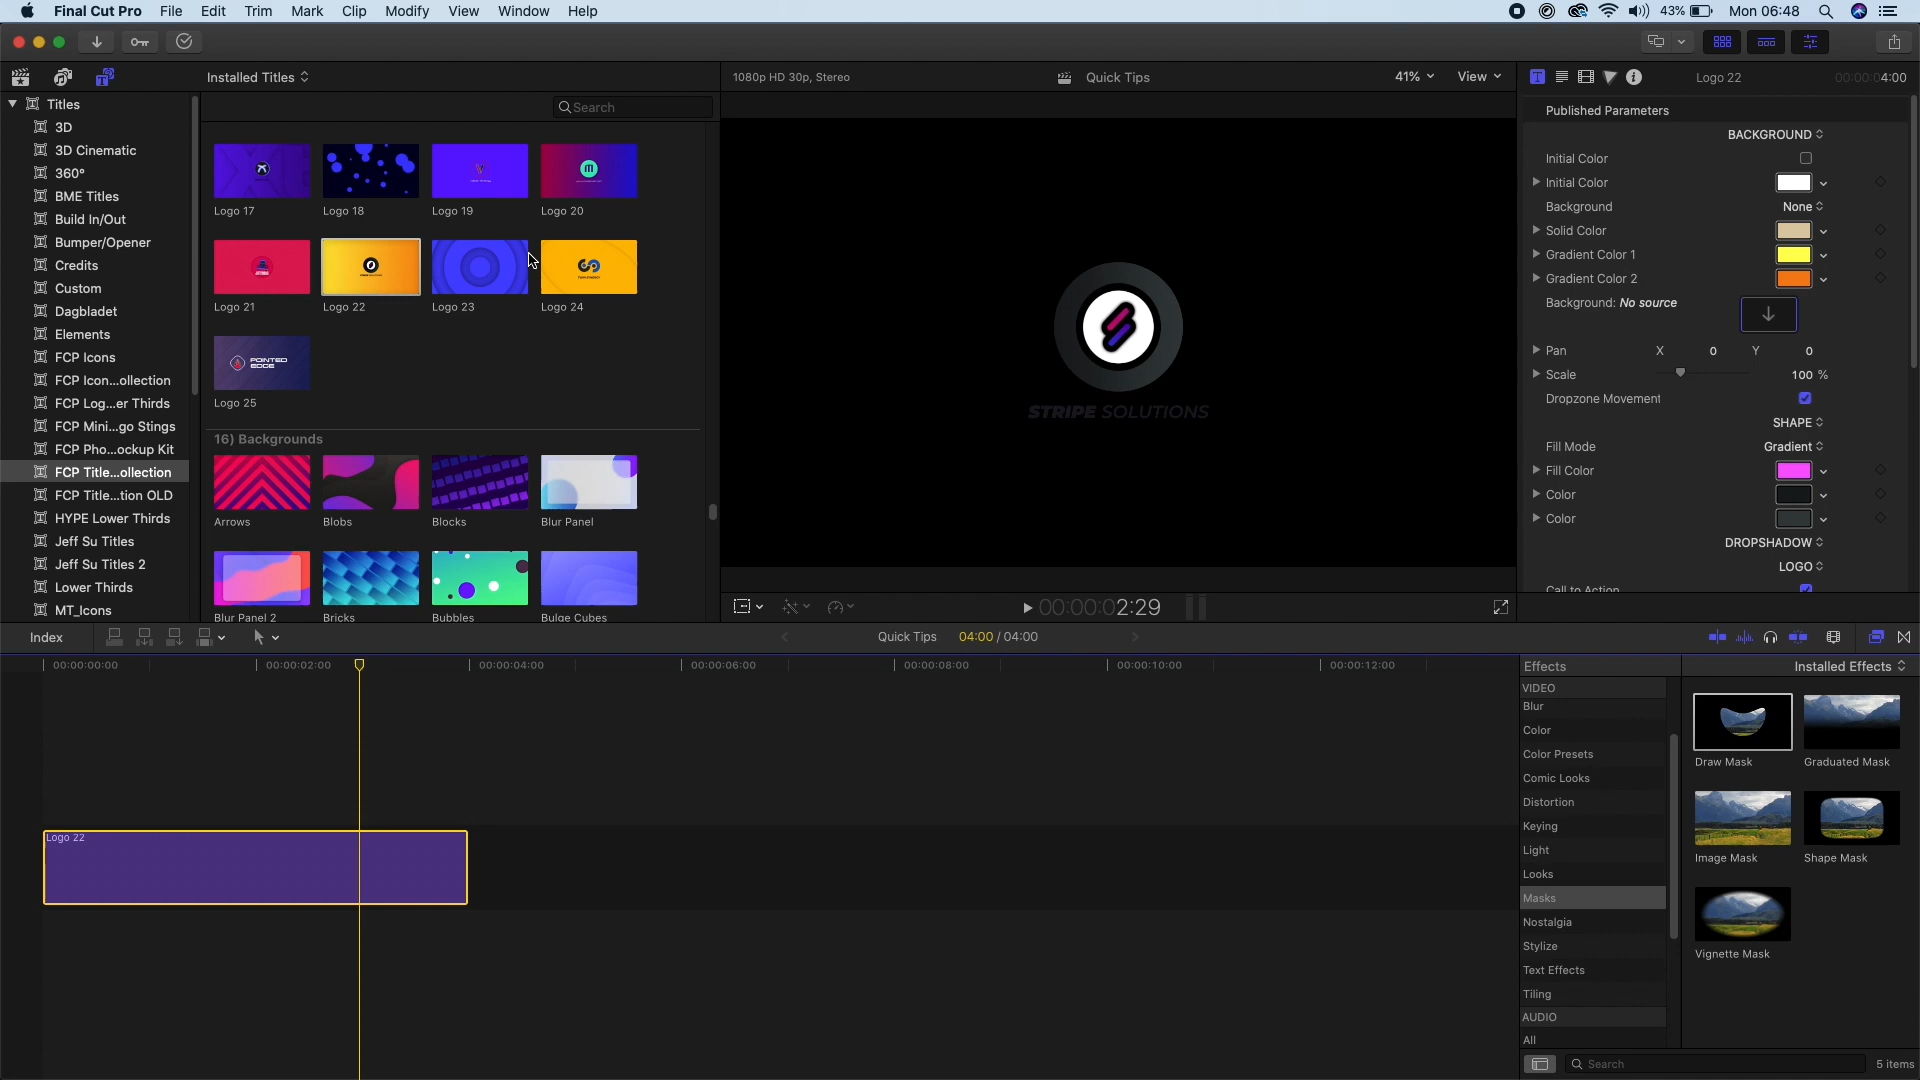 Final Cut Pro File Edit Trim Mark Clip Modify View Window Help 43% Mon 06:48
Installed Titles
1080p HD 30p, Stereo Quick Tips 41% View
Logo 22 00:00:04:00
Titles
3D
3D Cinematic
360°
BME Titles
Build In/Out
Bumper/Opener
Credits
Custom
Dagbladet
Elements
FCP Icons
FCP Icon...ollection
FCP Log...er Thirds
FCP Mini...go Stings
FCP Pho...ockup Kit
FCP Title...ollection
FCP Title...tion OLD
HYPE Lower Thirds
Jeff Su Titles
Jeff Su Titles 2
Lower Thirds
MT_Icons
Search
Logo 17 Logo 18 Logo 19 Logo 20
Logo 21 Logo 22 Logo 23 Logo 24
POINTED
EDGE
Logo 25
16) Backgrounds
Arrows Blobs Blocks Blur Panel
Blur Panel 2 Bricks Bubbles Bulge Cubes
STRIPE SOLUTIONS
00:00:02:29
Published Parameters
BACKGROUND
Initial Color
Initial Color
Background None
Solid Color
Gradient Color 1
Gradient Color 2
Background: No source
Pan X 0 Y 0
Scale 100 %
Dropzone Movement
SHAPE
Fill Mode Gradient
Fill Color
Color
Color
DROPSHADOW
LOGO
Call to Action
Index Quick Tips 04:00 / 04:00
00:00:00:00 00:00:02:00 00:00:04:00 00:00:06:00 00:00:08:00 00:00:10:00 00:00:12:00
Logo 22
Effects Installed Effects
VIDEO
Blur
Color
Color Presets
Comic Looks
Distortion
Keying
Light
Looks
Masks
Nostalgia
Stylize
Text Effects
Tiling
AUDIO
All
Draw Mask Graduated Mask
Image Mask Shape Mask
Vignette Mask
Search 5 items